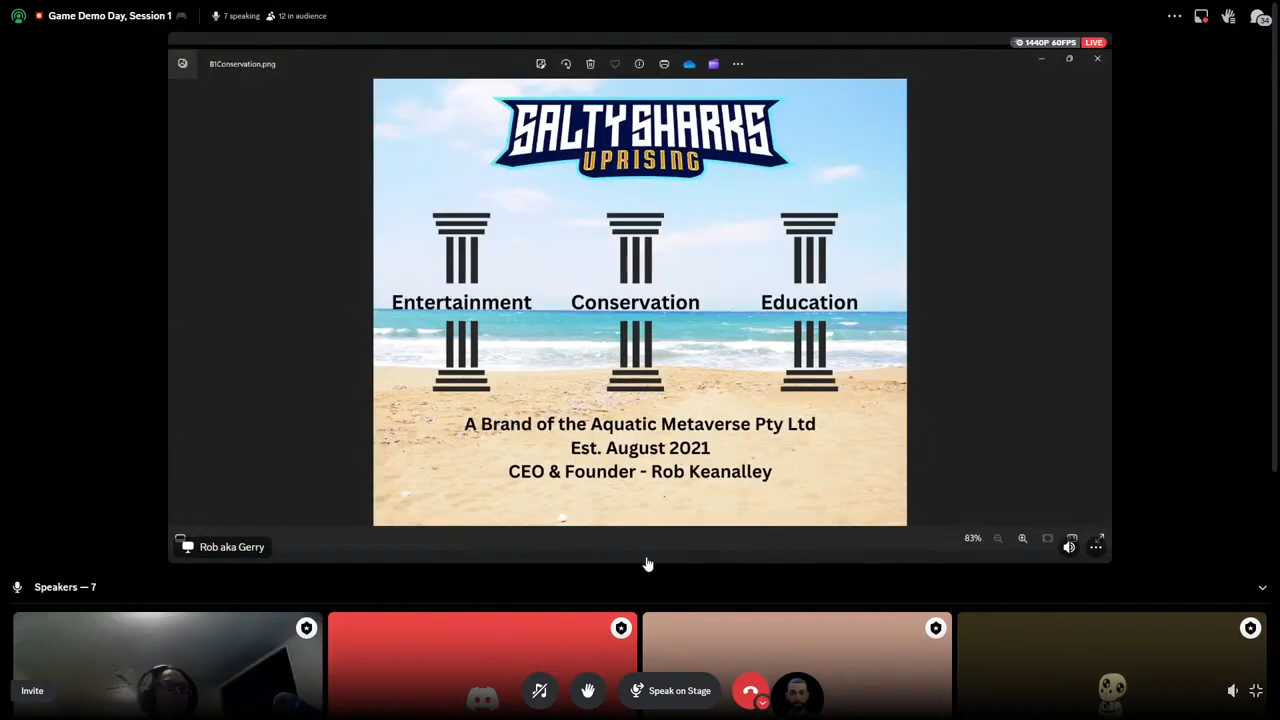 Game Demo Day, Session 1
7 speaking
12 in audience
34
1440P 60FPS
LIVE
B1Conservation.png
SALTY SHARKS
UPRISING
Entertainment
Conservation
Education
A Brand of the Aquatic Metaverse Pty Ltd
Est. August 2021
CEO & Founder - Rob Keanalley
83%
Rob aka Gerry
Speakers — 7
Invite
Speak on Stage